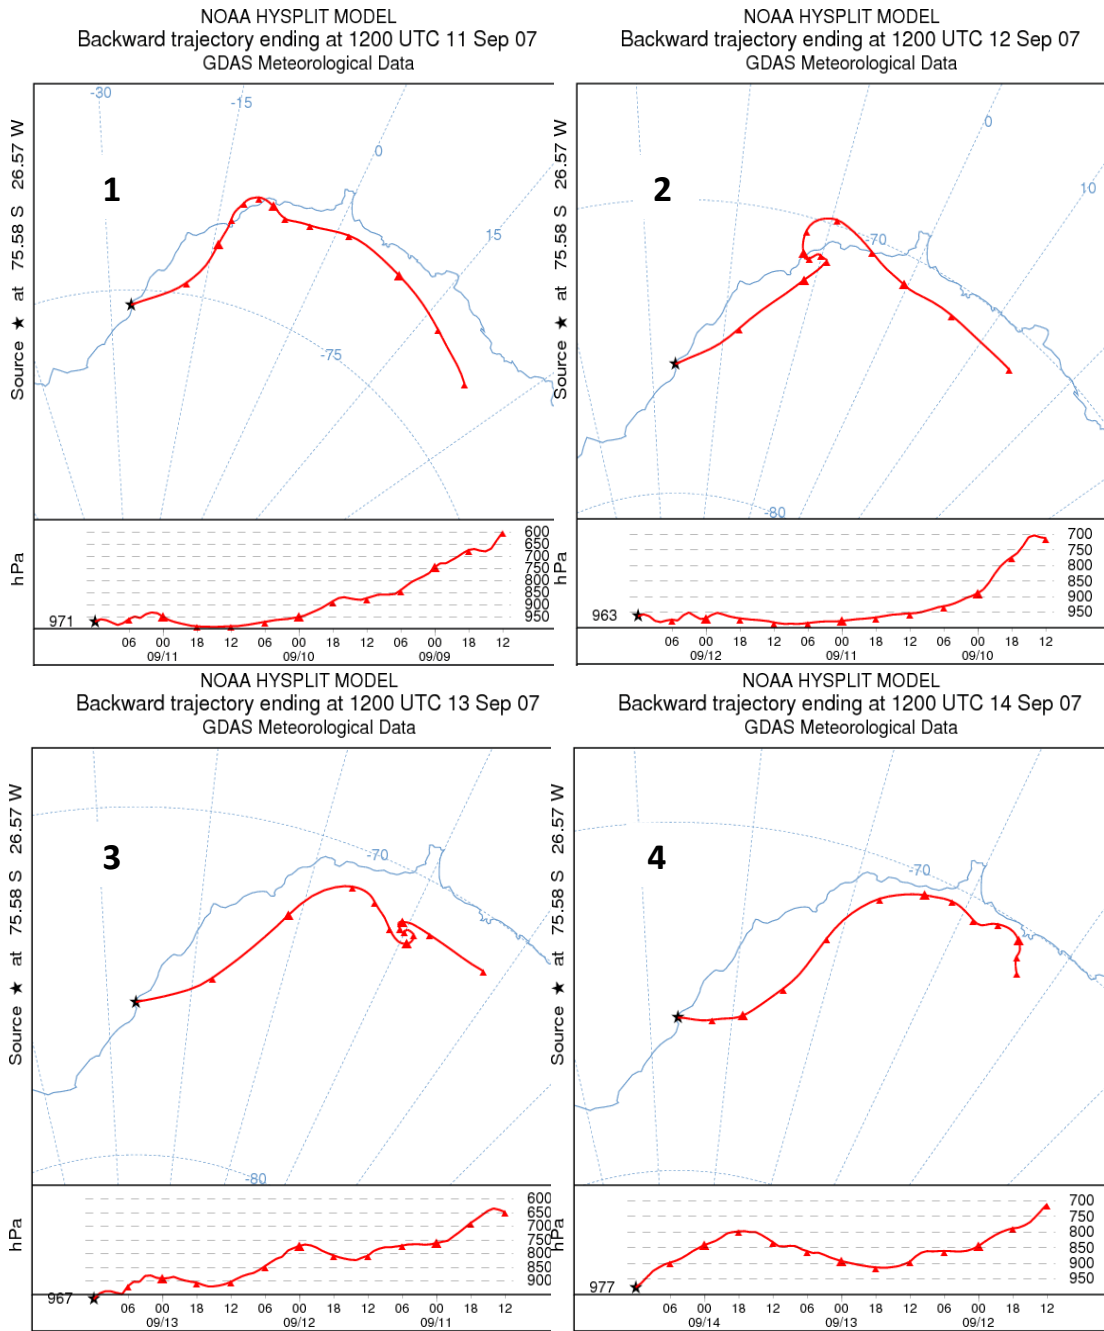 NOAA HYSPLIT MODEL
Backward trajectory ending at 1200 UTC 11 Sep 07
GDAS Meteorological Data
Source ★ at 75.58 S 26.57 W
-30
-15
0
15
-75
1
hPa
971
600
650
700
750
800
850
900
950
06 00 18 12 06 00 18 12 06 00 18 12
09/11 09/10 09/09
NOAA HYSPLIT MODEL
Backward trajectory ending at 1200 UTC 12 Sep 07
GDAS Meteorological Data
Source ★ at 75.58 S 26.57 W
0
10
-70
-80
2
hPa
963
700
750
800
850
900
950
06 00 18 12 06 00 18 12 06 00 18 12
09/12 09/11 09/10
NOAA HYSPLIT MODEL
Backward trajectory ending at 1200 UTC 13 Sep 07
GDAS Meteorological Data
Source ★ at 75.58 S 26.57 W
3
-70
-80
hPa
967
600
650
700
750
800
850
900
06 00 18 12 06 00 18 12 06 00 18 12
09/13 09/12 09/11
NOAA HYSPLIT MODEL
Backward trajectory ending at 1200 UTC 14 Sep 07
GDAS Meteorological Data
Source ★ at 75.58 S 26.57 W
4
-70
hPa
977
700
750
800
850
900
950
06 00 18 12 06 00 18 12 06 00 18 12
09/14 09/13 09/12